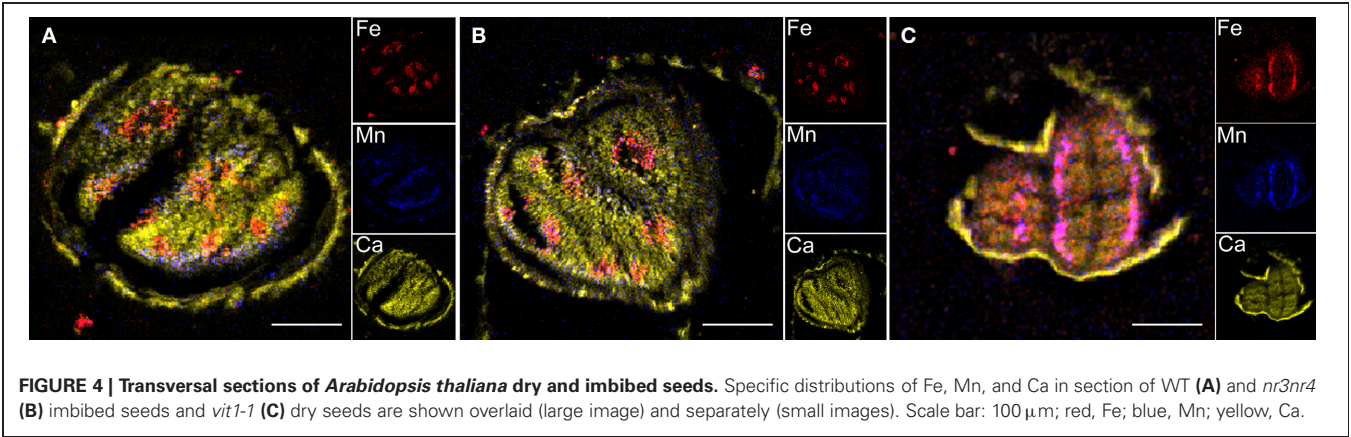 A
Fe
Mn
Ca
B
Fe
Mn
Ca
C
Fe
Mn
Ca
FIGURE 4 | Transversal sections of Arabidopsis thaliana dry and imbibed seeds. Specific distributions of Fe, Mn, and Ca in section of WT (A) and nr3nr4
(B) imbibed seeds and vit1-1 (C) dry seeds are shown overlaid (large image) and separately (small images). Scale bar: 100 μm; red, Fe; blue, Mn; yellow, Ca.